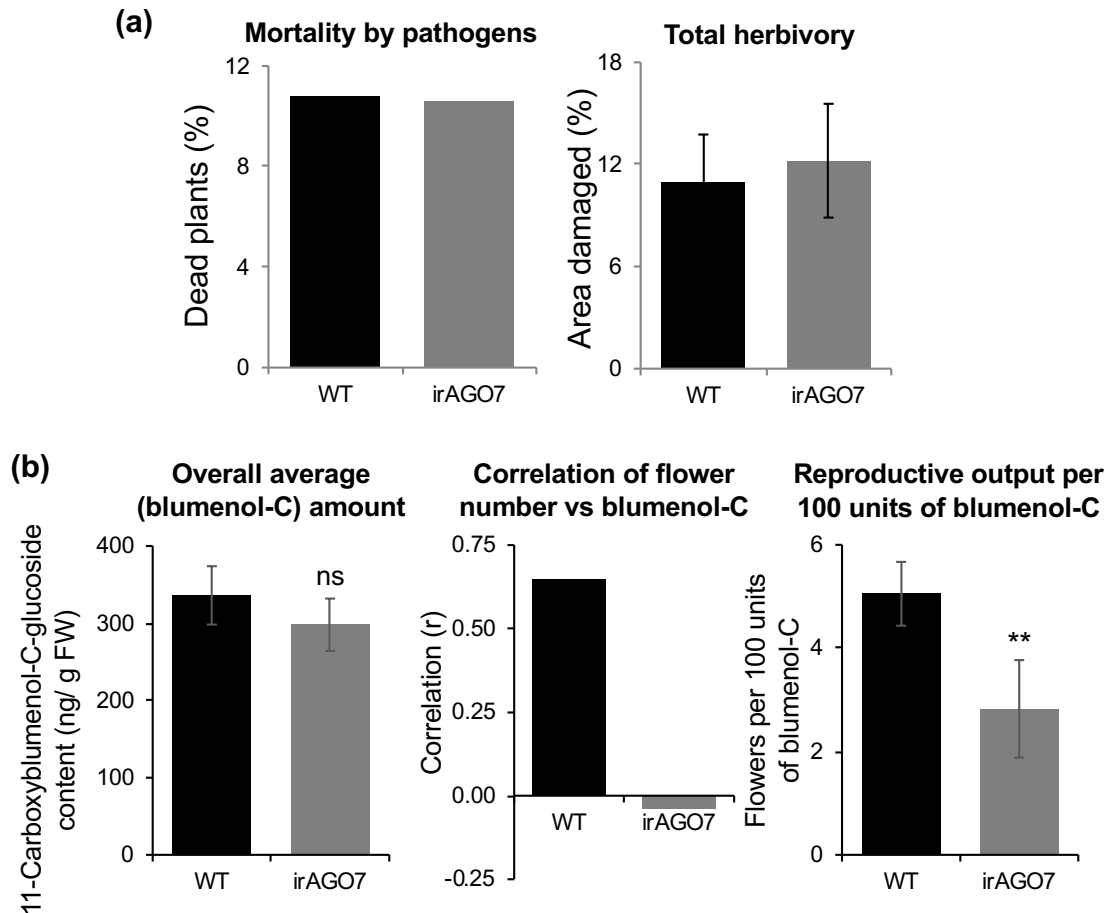 (a)
Mortality by pathogens
Dead plants (%)
12
8
4
0
WT
irAGO7
Total herbivory
Area damaged (%)
18
12
6
0
WT
irAGO7
(b)
Overall average
(blumenol-C) amount
11-Carboxyblumenol-C-glucoside
content (ng/ g FW)
400
300
200
100
0
ns
WT
irAGO7
Correlation of flower
number vs blumenol-C
Correlation (r)
0.75
0.50
0.25
0.00
-0.25
WT
irAGO7
Reproductive output per
100 units of blumenol-C
Flowers per 100 units
of blumenol-C
6
4
2
0
**
WT
irAGO7